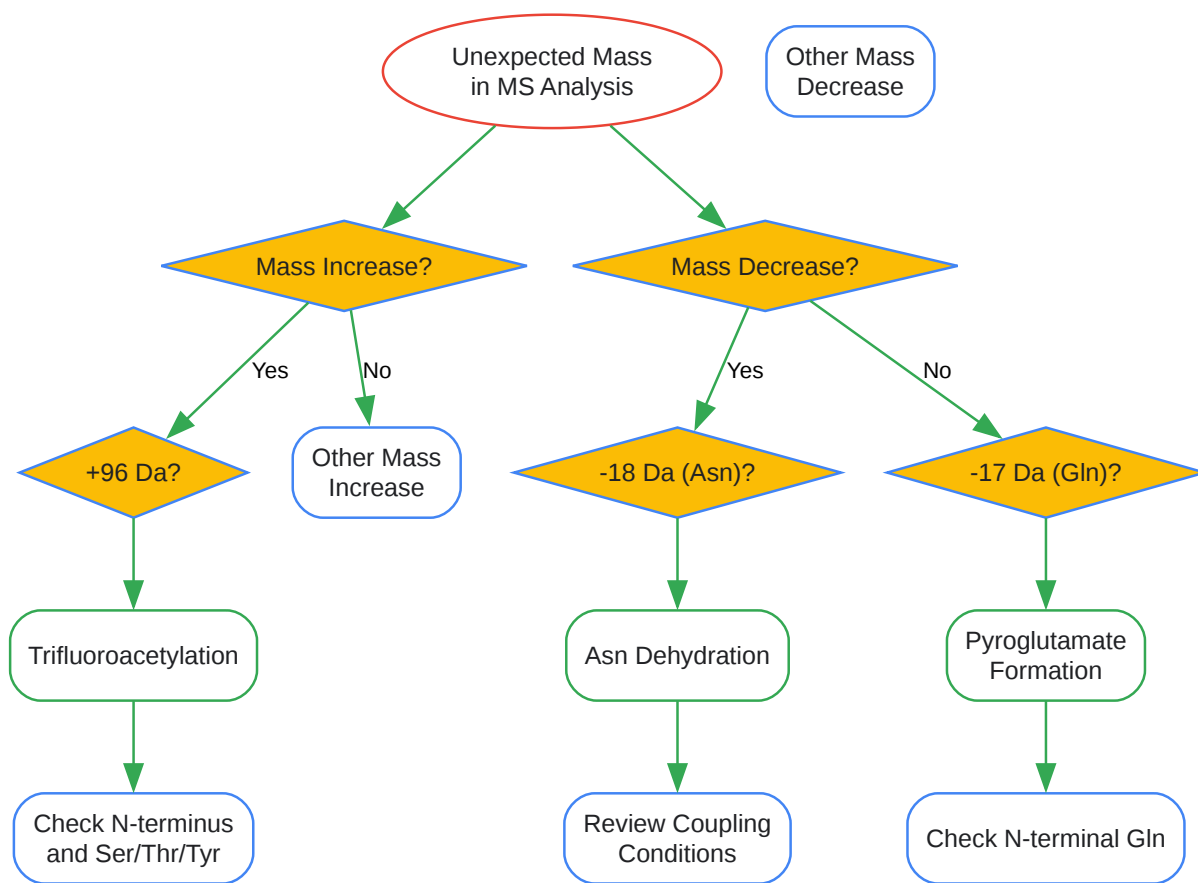 Unexpected Mass
in MS Analysis
Other Mass
Decrease
Mass Increase?
Mass Decrease?
Yes
No
Yes
No
+96 Da?
Other Mass
Increase
-18 Da (Asn)?
-17 Da (Gln)?
Trifluoroacetylation
Asn Dehydration
Pyroglutamate
Formation
Check N-terminus
and Ser/Thr/Tyr
Review Coupling
Conditions
Check N-terminal Gln